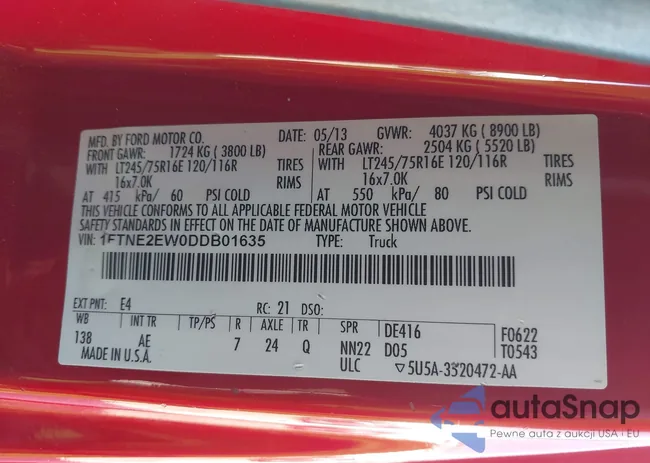 MFD. BY FORD MOTOR CO. DATE: 05/13 GVWR: 4037 KG ( 8900 LB)
FRONT GAWR: 1724 KG ( 3800 LB) REAR GAWR: 2504 KG ( 5520 LB)
WITH LT245/75R16E 120/116R TIRES WITH LT245/75R16E 120/116R TIRES
16x7.0K RIMS 16x7.0K RIMS
AT 415 kPa/ 60 PSI COLD AT 550 kPa/ 80 PSI COLD
THIS VEHICLE CONFORMS TO ALL APPLICABLE FEDERAL MOTOR VEHICLE
SAFETY STANDARDS IN EFFECT ON THE DATE OF MANUFACTURE SHOWN ABOVE.
VIN: 1FTNE2EW0DDB01635 TYPE: Truck
EXT PNT: E4 RC: 21 DSO:
WB INT TR TP/PS R AXLE TR SPR DE416 F0622
138 AE 7 24 Q NN22 D05 T0543
MADE IN U.S.A. ULC ▽5U5A-3520472-AA
autaSnap
Pewne auta z aukcji USA i EU